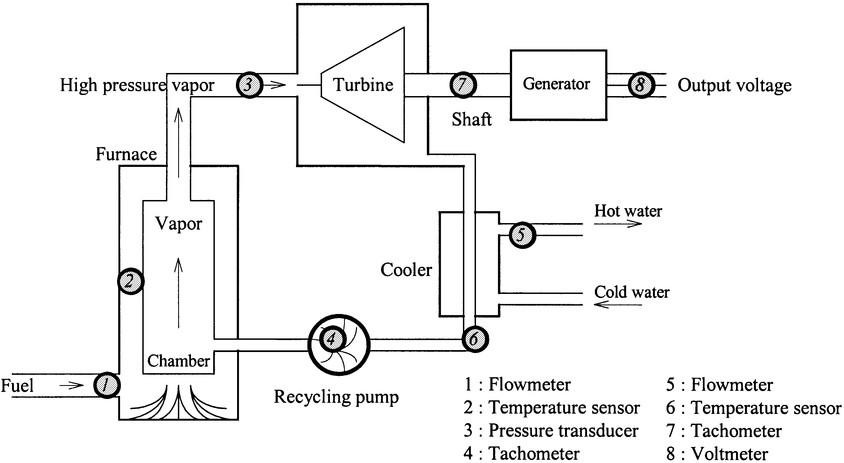 High pressure vapor
3
Turbine
7
Generator
8
Output voltage
Shaft
Furnace
Vapor
Hot water
5
Cooler
2
Cold water
4
6
Chamber
Fuel
1
Recycling pump
1 : Flowmeter
2 : Temperature sensor
3 : Pressure transducer
4 : Tachometer
5 : Flowmeter
6 : Temperature sensor
7 : Tachometer
8 : Voltmeter